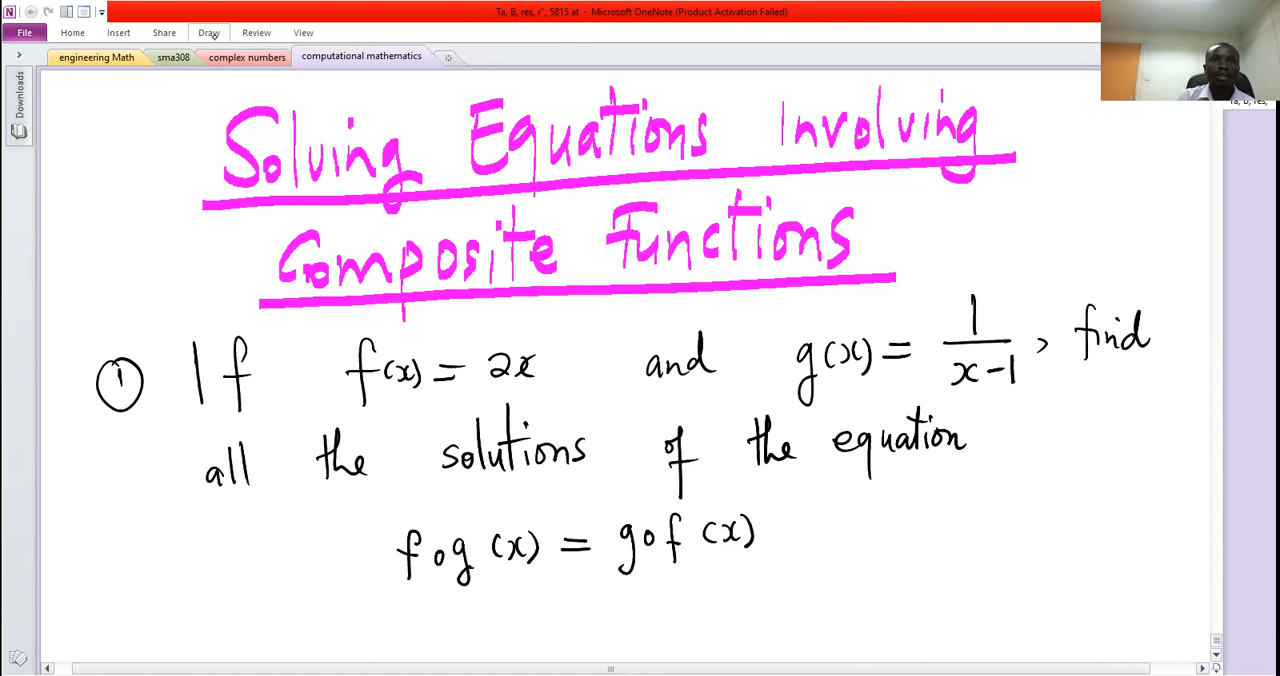 Ta, B, res, r", 5815 at - Microsoft OneNote (Product Activation Failed)
File Home Insert Share Draw Review View
engineering Math sma308 complex numbers computational mathematics
Downloads
Ta, B, res,
Solving Equations Involving
Composite Functions
① If f(x) = 2x and g(x) = 1/(x-1), find
all the solutions of the equation
fog (x) = gof (x)